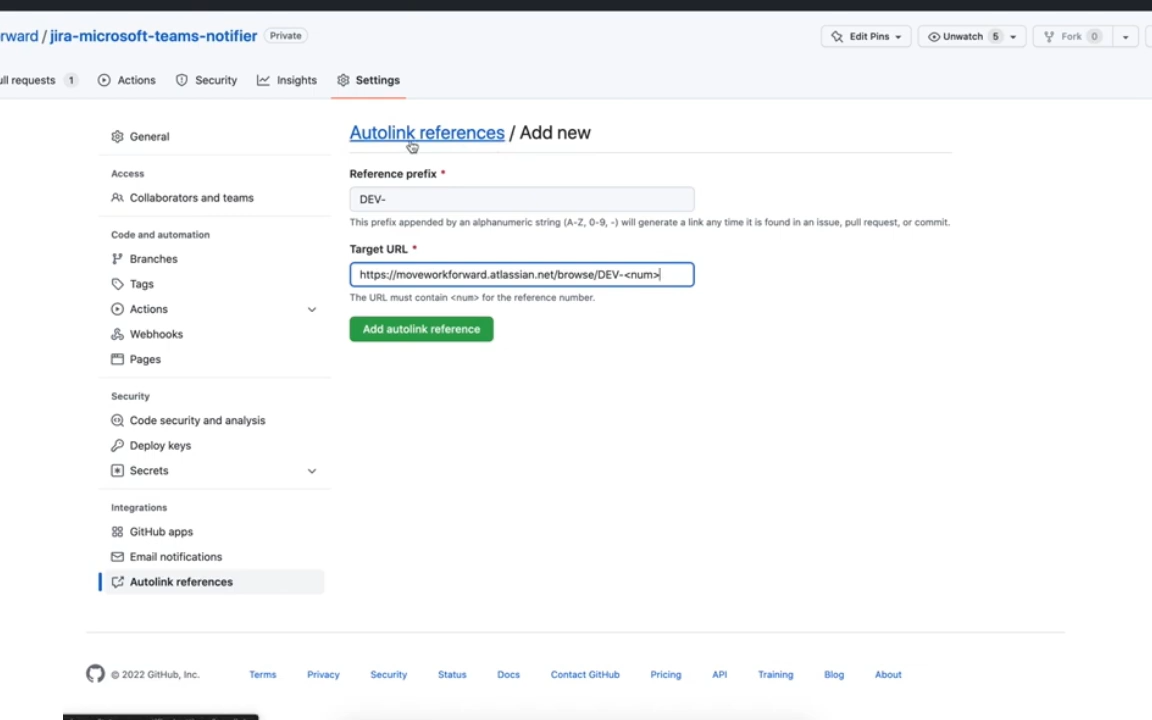 rward / jira-microsoft-teams-notifier Private
Edit Pins
Unwatch 5
Fork 0
ull requests 1
Actions
Security
Insights
Settings
General
Access
Collaborators and teams
Code and automation
Branches
Tags
Actions
Webhooks
Pages
Security
Code security and analysis
Deploy keys
Secrets
Integrations
GitHub apps
Email notifications
Autolink references
Autolink references / Add new
Reference prefix *
DEV-
This prefix appended by an alphanumeric string (A-Z, 0-9, -) will generate a link any time it is found in an issue, pull request, or commit.
Target URL *
https://moveworkforward.atlassian.net/browse/DEV-<num>
The URL must contain <num> for the reference number.
Add autolink reference
© 2022 GitHub, Inc.
Terms
Privacy
Security
Status
Docs
Contact GitHub
Pricing
API
Training
Blog
About